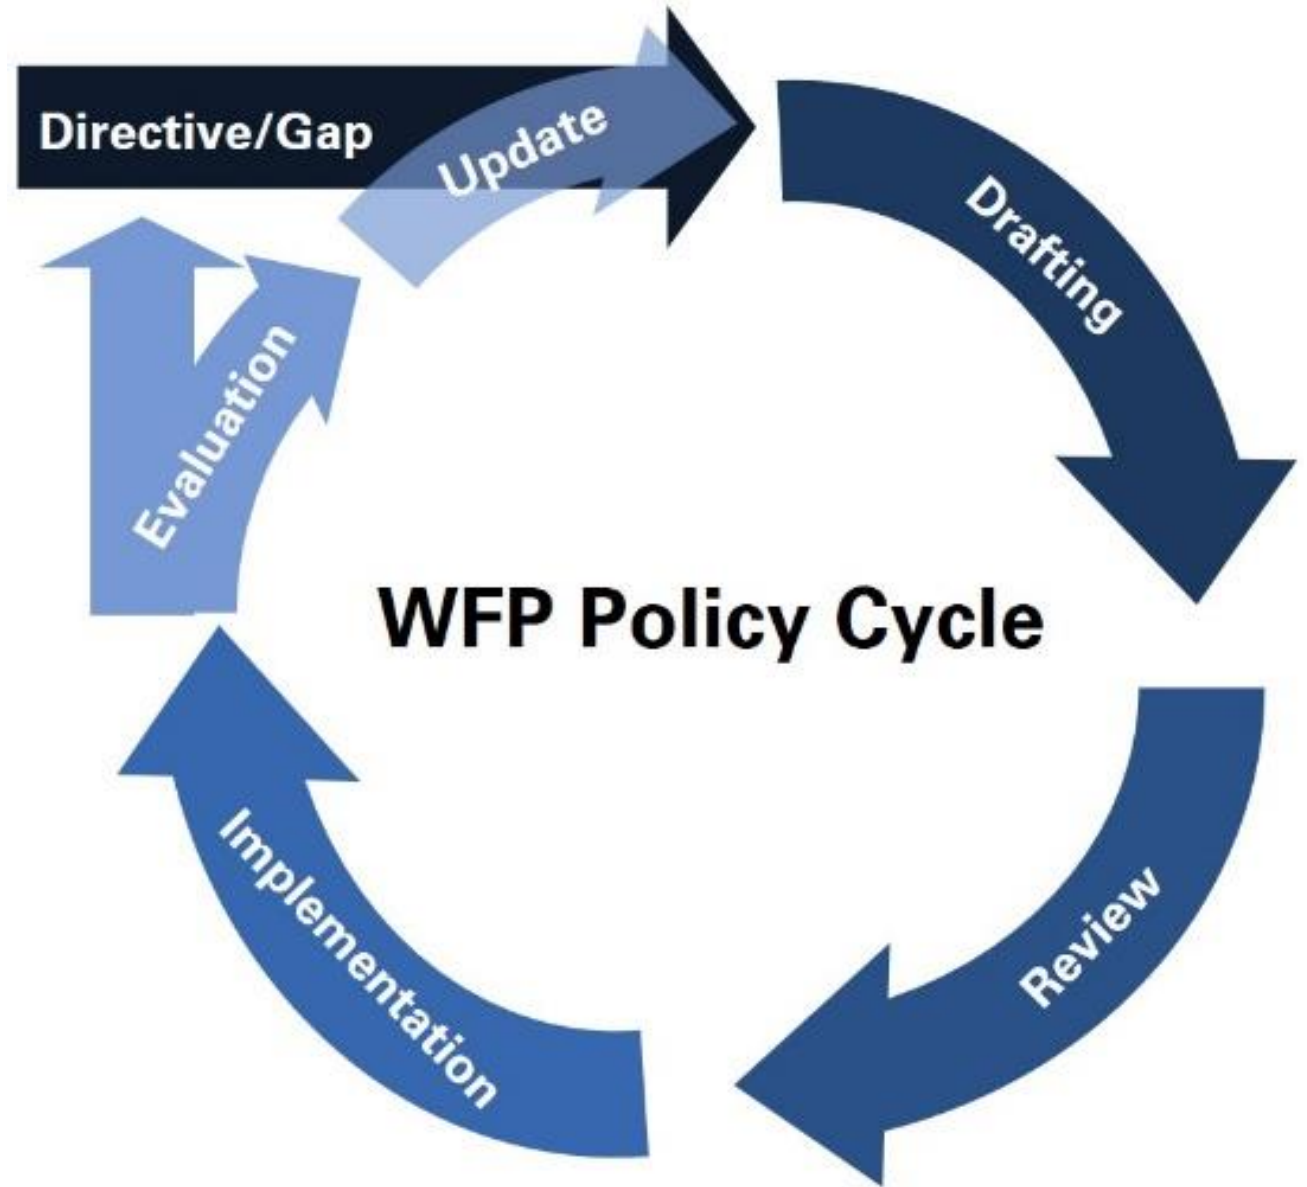 Directive/Gap
Update
Drafting
Evaluation
WFP Policy Cycle
Implementation
Review